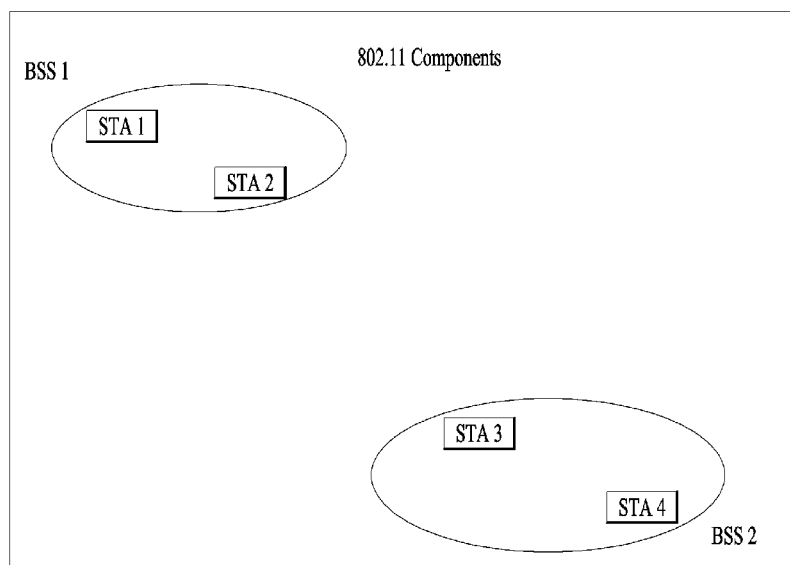 802.11 Components
BSS 1
STA 1
STA 2
STA 3
STA 4
BSS 2